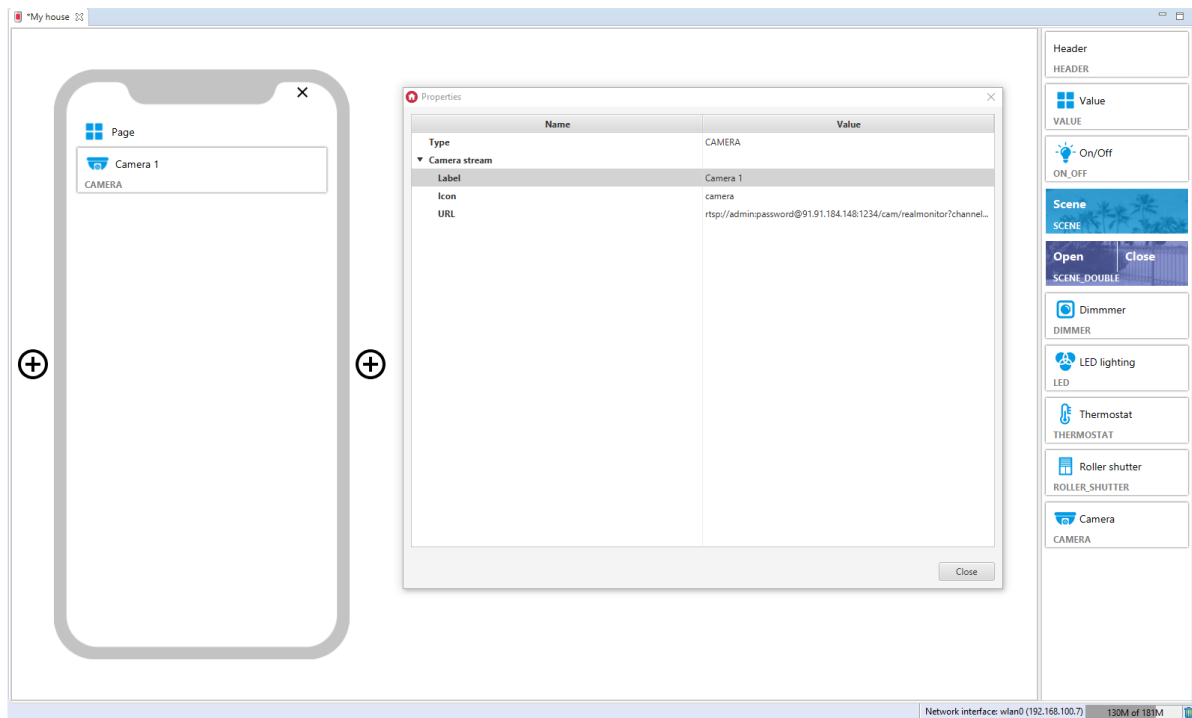 *My house
Page
Camera 1
CAMERA
Properties
Name Value
Type CAMERA
Camera stream
Label Camera 1
Icon camera
URL rtsp://admin:password@91.91.184.148:1234/cam/realmonitor?channel...
Close
Header
HEADER
Value
VALUE
On/Off
ON_OFF
Scene
SCENE
Open Close
SCENE_DOUBLE
Dimmmer
DIMMER
LED lighting
LED
Thermostat
THERMOSTAT
Roller shutter
ROLLER_SHUTTER
Camera
CAMERA
Network interface: wlan0 (192.168.100.7) 130M of 181M